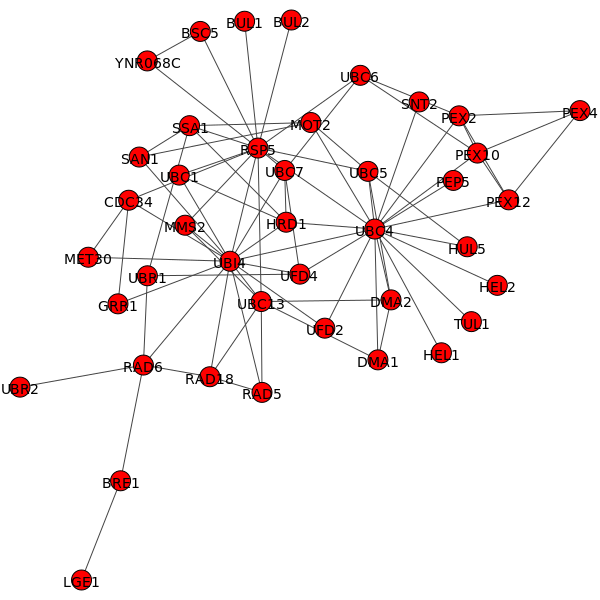 BUL1
BUL2
BSC5
YNR068C
UBC6
SNT2
PEX4
PEX2
MOT2
SSA1
RSP5
SAN1
PEX10
UBC7
UBC1
UBC5
PEP5
CDC34
PEX12
MMS2
HRD1
UBC4
HUL5
MET30
UBI4
UBR1
UFD4
HEL2
GRR1
UBC13
DMA2
TUL1
UFD2
HEL1
DMA1
RAD6
RAD18
UBR2
RAD5
BRE1
LGE1